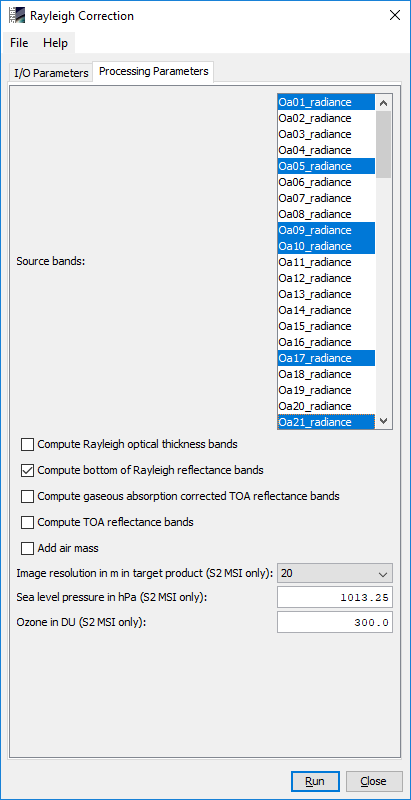 Rayleigh Correction
File Help
I/O Parameters Processing Parameters
Source bands:
Oa01_radiance
Oa02_radiance
Oa03_radiance
Oa04_radiance
Oa05_radiance
Oa06_radiance
Oa07_radiance
Oa08_radiance
Oa09_radiance
Oa10_radiance
Oa11_radiance
Oa12_radiance
Oa13_radiance
Oa14_radiance
Oa15_radiance
Oa16_radiance
Oa17_radiance
Oa18_radiance
Oa19_radiance
Oa20_radiance
Oa21_radiance
Compute Rayleigh optical thickness bands
Compute bottom of Rayleigh reflectance bands
Compute gaseous absorption corrected TOA reflectance bands
Compute TOA reflectance bands
Add air mass
Image resolution in m in target product (S2 MSI only): 20
Sea level pressure in hPa (S2 MSI only): 1013.25
Ozone in DU (S2 MSI only): 300.0
Run Close